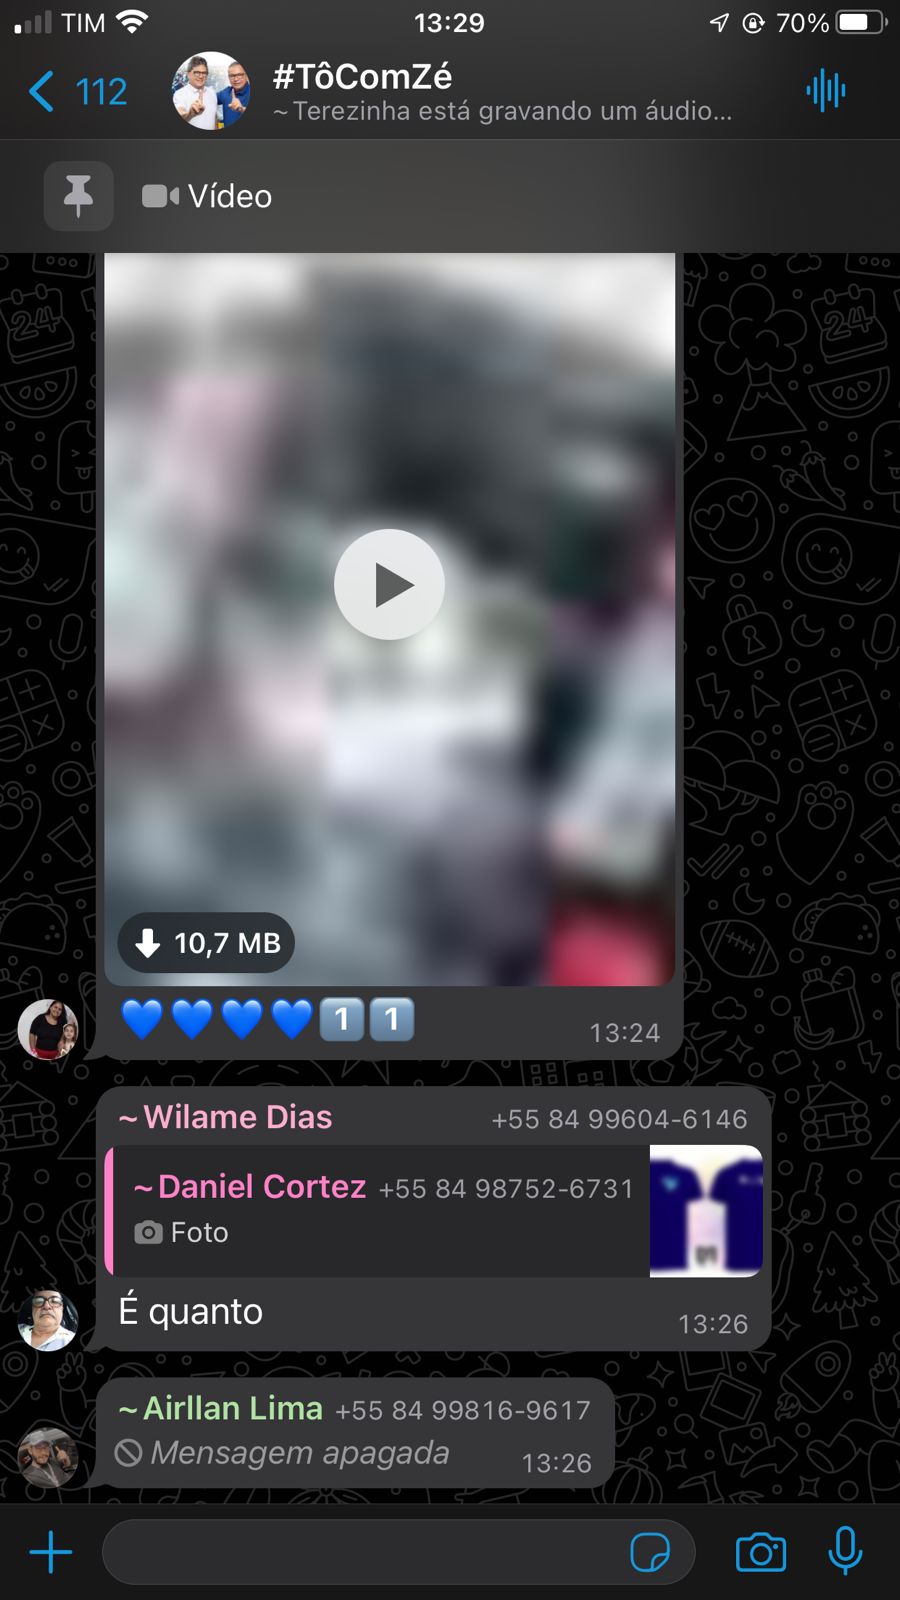 TIM 13:29 70%
112 #TôComZé
~Terezinha está gravando um áudio...
Vídeo
10,7 MB
💙💙💙💙1️⃣1️⃣ 13:24
~Wilame Dias +55 84 99604-6146
~Daniel Cortez +55 84 98752-6731
Foto
É quanto 13:26
~Airllan Lima +55 84 99816-9617
Mensagem apagada 13:26